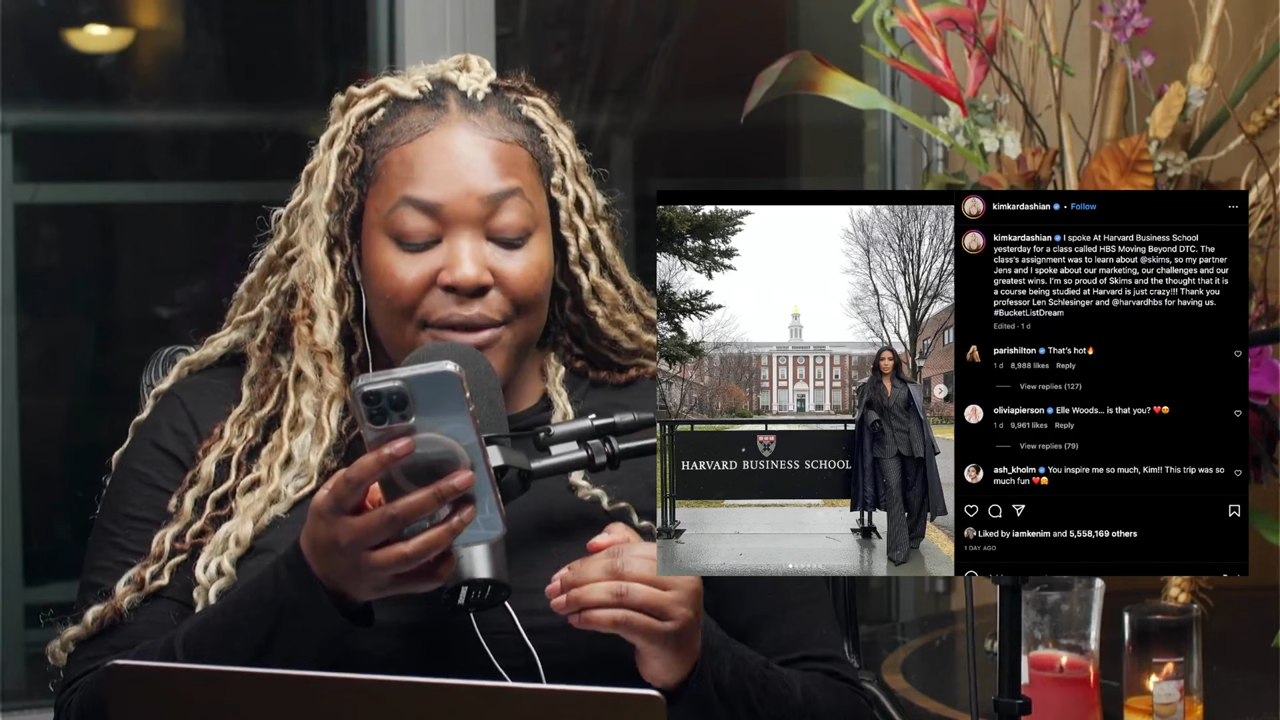 kimkardashian • Follow
kimkardashian I spoke At Harvard Business School
yesterday for a class called HBS Moving Beyond DTC. The
class's assignment was to learn about @skims, so my partner
Jens and I spoke about our marketing, our challenges and our
greatest wins. I'm so proud of Skims and the thought that it is
a course being studied at Harvard is just crazy!!! Thank you
professor Len Schlesinger and @harvardhbs for having us.
#BucketListDream
Edited · 1 d
parishilton That's hot🔥
1 d 8,988 likes Reply
View replies (127)
oliviapierson Elle Woods... is that you? ❤️😍
1 d 9,961 likes Reply
View replies (79)
ash_kholm You inspire me so much, Kim!! This trip was so
much fun
HARVARD BUSINESS SCHOOL
Liked by iamkenim and 5,558,169 others
1 DAY AGO